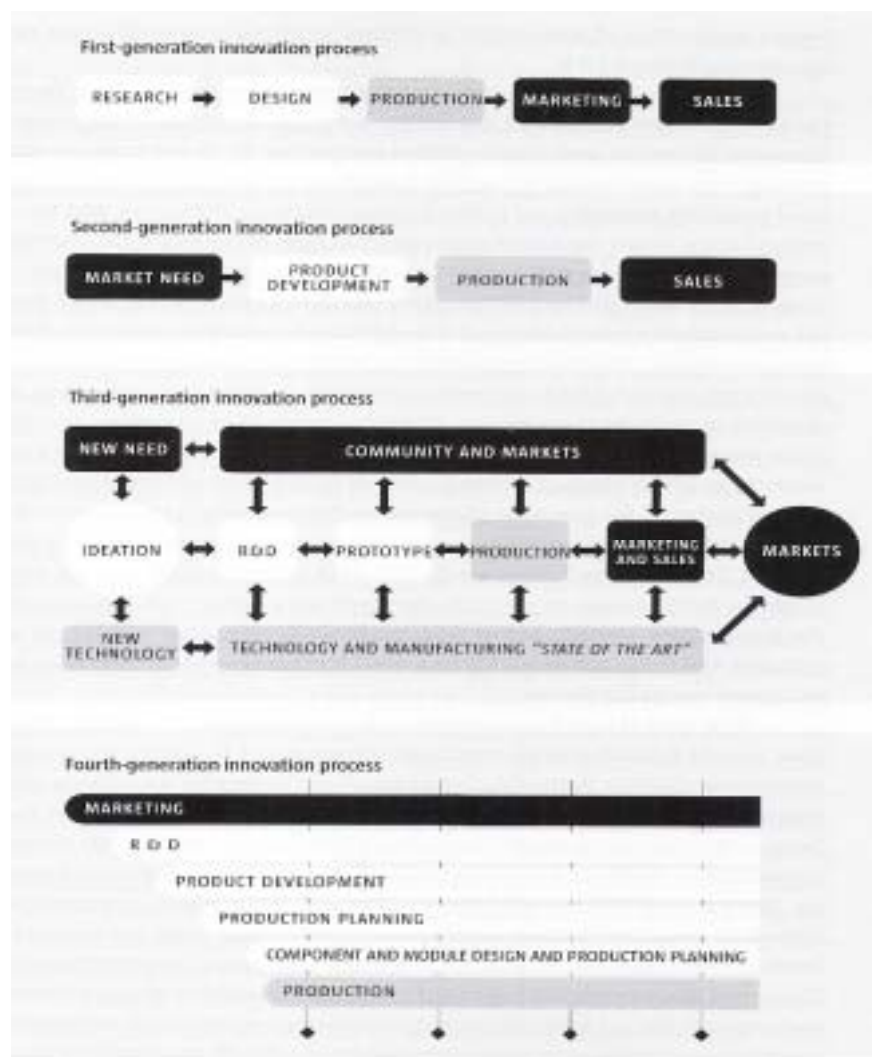 First-generation innovation process
RESEARCH
DESIGN
PRODUCTION
MARKETING
SALES
Second-generation innovation process
MARKET NEED
PRODUCT
DEVELOPMENT
PRODUCTION
SALES
Third-generation innovation process
NEW NEED
COMMUNITY AND MARKETS
IDEATION
R&D
PROTOTYPE
PRODUCTION
MARKETING
AND SALES
MARKETS
NEW
TECHNOLOGY
TECHNOLOGY AND MANUFACTURING "STATE OF THE ART"
Fourth-generation innovation process
MARKETING
R & D
PRODUCT DEVELOPMENT
PRODUCTION PLANNING
COMPONENT AND MODULE DESIGN AND PRODUCTION PLANNING
PRODUCTION